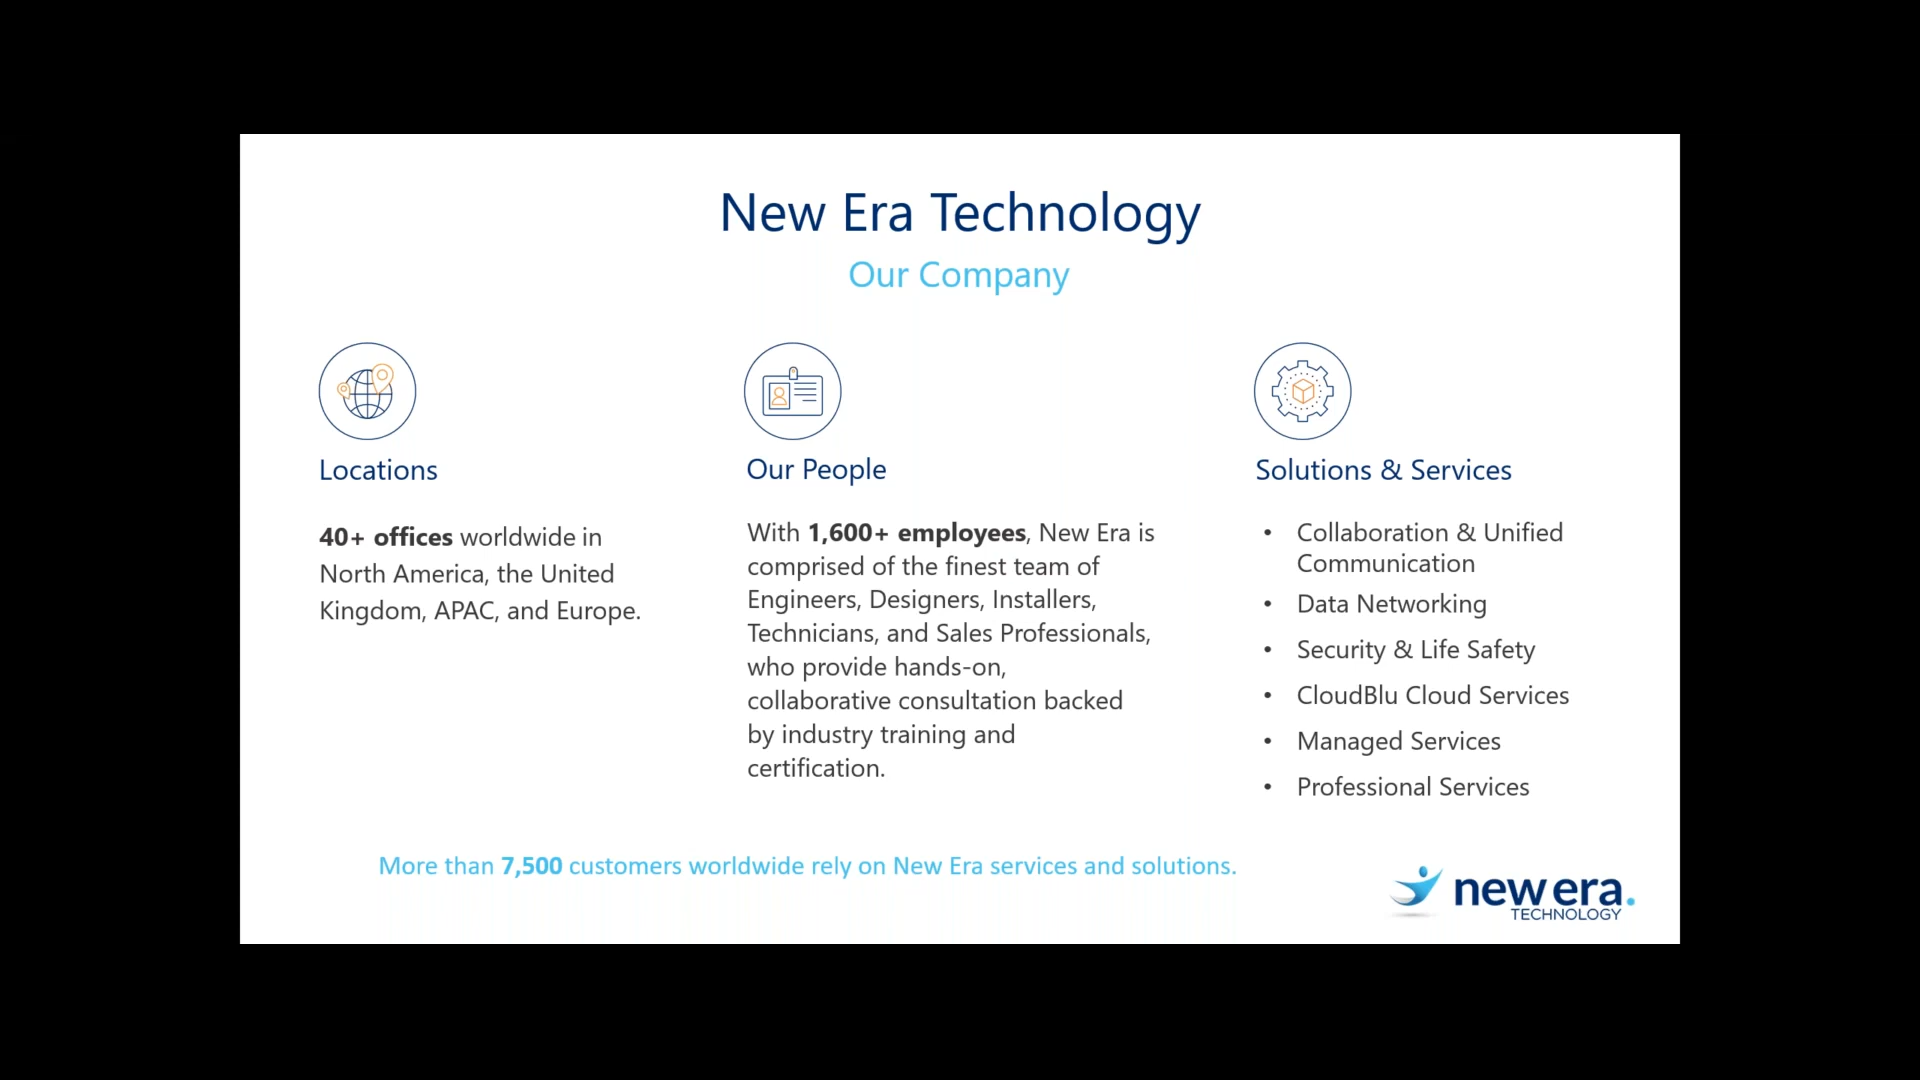 New Era Technology
Our Company
Locations
40+ offices worldwide in
North America, the United
Kingdom, APAC, and Europe.
Our People
With 1,600+ employees, New Era is
comprised of the finest team of
Engineers, Designers, Installers,
Technicians, and Sales Professionals,
who provide hands-on,
collaborative consultation backed
by industry training and
certification.
Solutions & Services
• Collaboration & Unified
Communication
• Data Networking
• Security & Life Safety
• CloudBlu Cloud Services
• Managed Services
• Professional Services
More than 7,500 customers worldwide rely on New Era services and solutions.
new era.
TECHNOLOGY